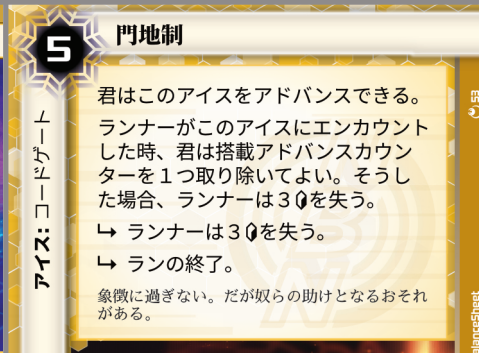 5
門地制
アイス: コードゲート
君はこのアイスをアドバンスできる。
ランナーがこのアイスにエンカウント
した時、君は搭載アドバンスカウン
ターを１つ取り除いてよい。そうし
た場合、ランナーは３を失う。
↳ ランナーは３を失う。
↳ ランの終了。
象徴に過ぎない。だが奴らの助けとなるおそれ
がある。
53
alanceSheet